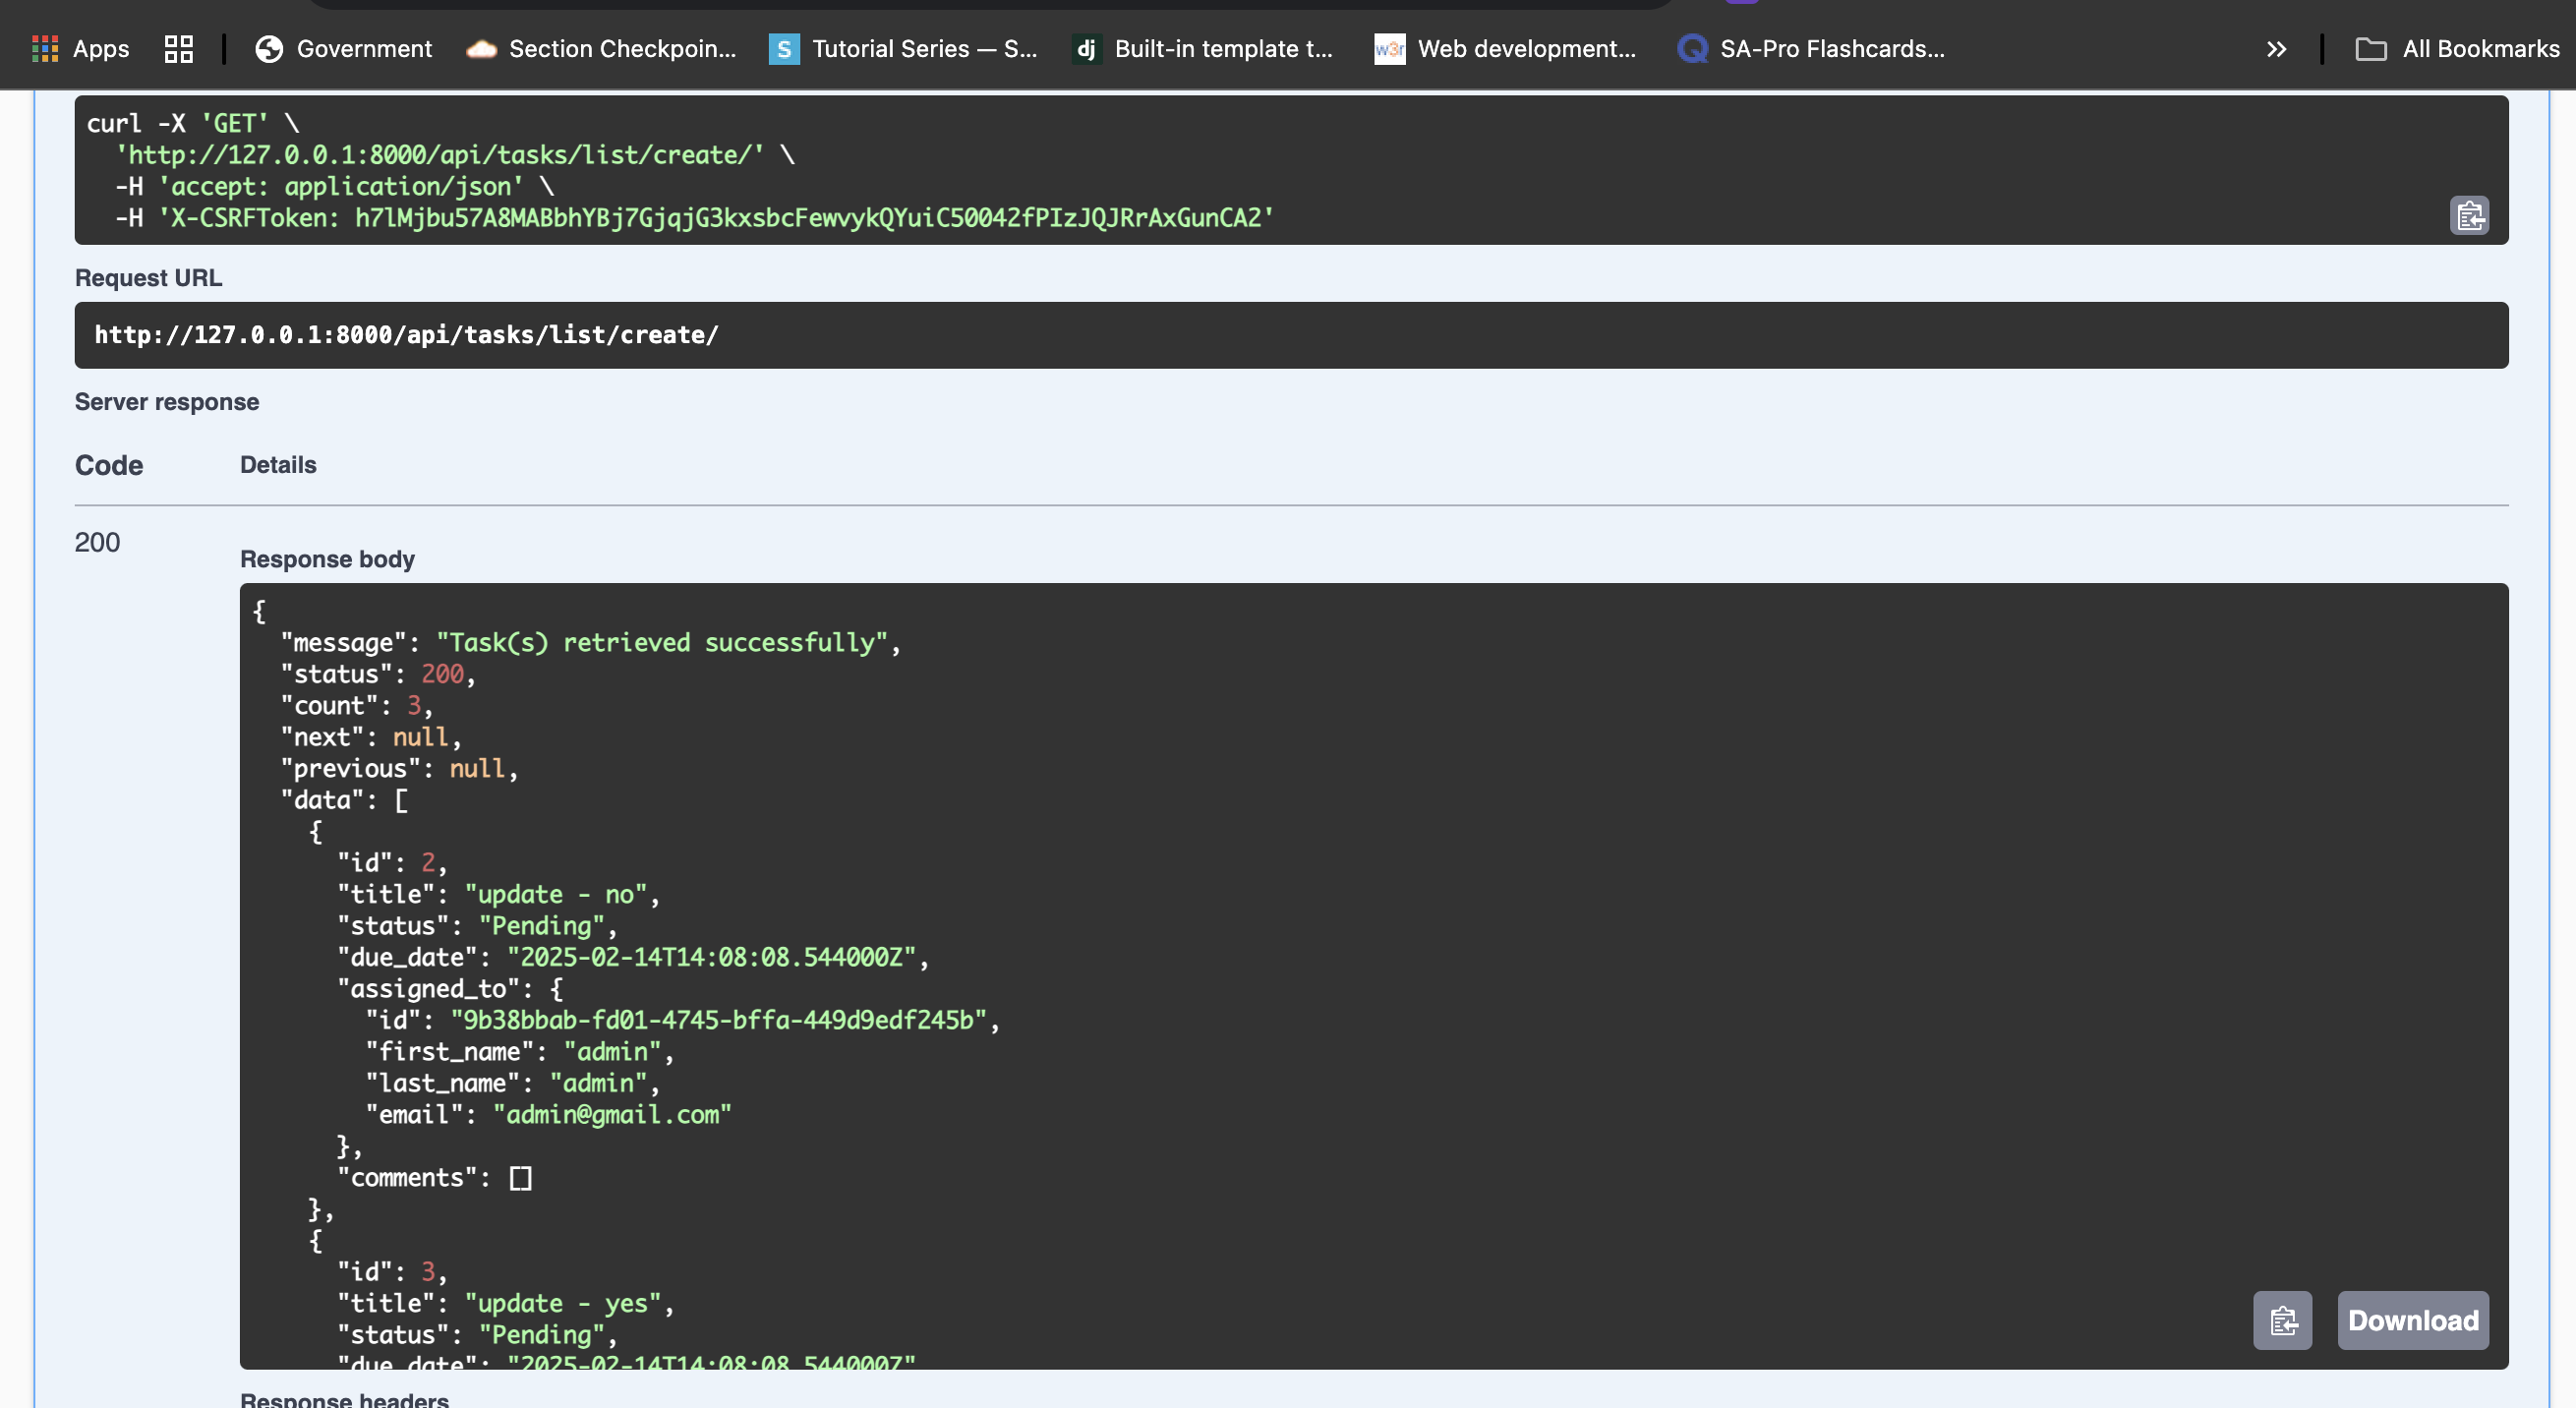 Apps
Government
Section Checkpoin...
S
Tutorial Series — S...
dj
Built-in template t...
w3r
Web development...
SA-Pro Flashcards...
All Bookmarks
curl -X 'GET' \
'http://127.0.0.1:8000/api/tasks/list/create/' \
-H 'accept: application/json' \
-H 'X-CSRFToken: h7lMjbu57A8MABbhYBj7GjqjG3kxsbcFewvykQYuiC50042fPIzJQJRrAxGunCA2'
Request URL
http://127.0.0.1:8000/api/tasks/list/create/
Server response
Code Details
200
Response body
{
"message": "Task(s) retrieved successfully",
"status": 200,
"count": 3,
"next": null,
"previous": null,
"data": [
{
"id": 2,
"title": "update - no",
"status": "Pending",
"due_date": "2025-02-14T14:08:08.544000Z",
"assigned_to": {
"id": "9b38bbab-fd01-4745-bffa-449d9edf245b",
"first_name": "admin",
"last_name": "admin",
"email": "admin@gmail.com"
},
"comments": []
},
{
"id": 3,
"title": "update - yes",
"status": "Pending",
"due_date": "2025-02-14T14:08:08.544000Z"
Download
Response headers